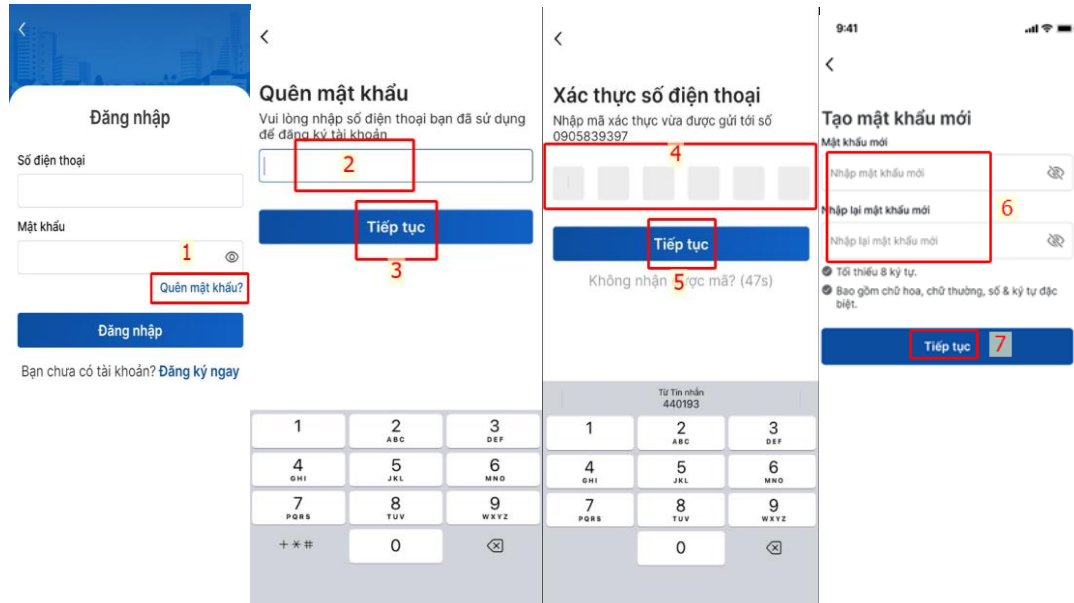 Đăng nhập
Số điện thoại
Mật khẩu
1
Quên mật khẩu?
Đăng nhập
Bạn chưa có tài khoản? Đăng ký ngay
Quên mật khẩu
Vui lòng nhập số điện thoại bạn đã sử dụng
để đăng ký tài khoản
2
Tiếp tục
3
1
2
ABC
3
DEF
4
GHI
5
JKL
6
MNO
7
PQRS
8
TUV
9
WXYZ
+*#
0
Xác thực số điện thoại
Nhập mã xác thực vừa được gửi tới số
0905839397
4
Tiếp tục
5
Không nhận được mã? (47s)
Từ Tin nhắn
440193
1
2
ABC
3
DEF
4
GHI
5
JKL
6
MNO
7
PQRS
8
TUV
9
WXYZ
0
9:41
Tạo mật khẩu mới
Mật khẩu mới
Nhập mật khẩu mới
Nhập lại mật khẩu mới
6
Nhập lại mật khẩu mới
Tối thiểu 8 ký tự.
Bao gồm chữ hoa, chữ thường, số & ký tự đặc
biệt.
Tiếp tục
7